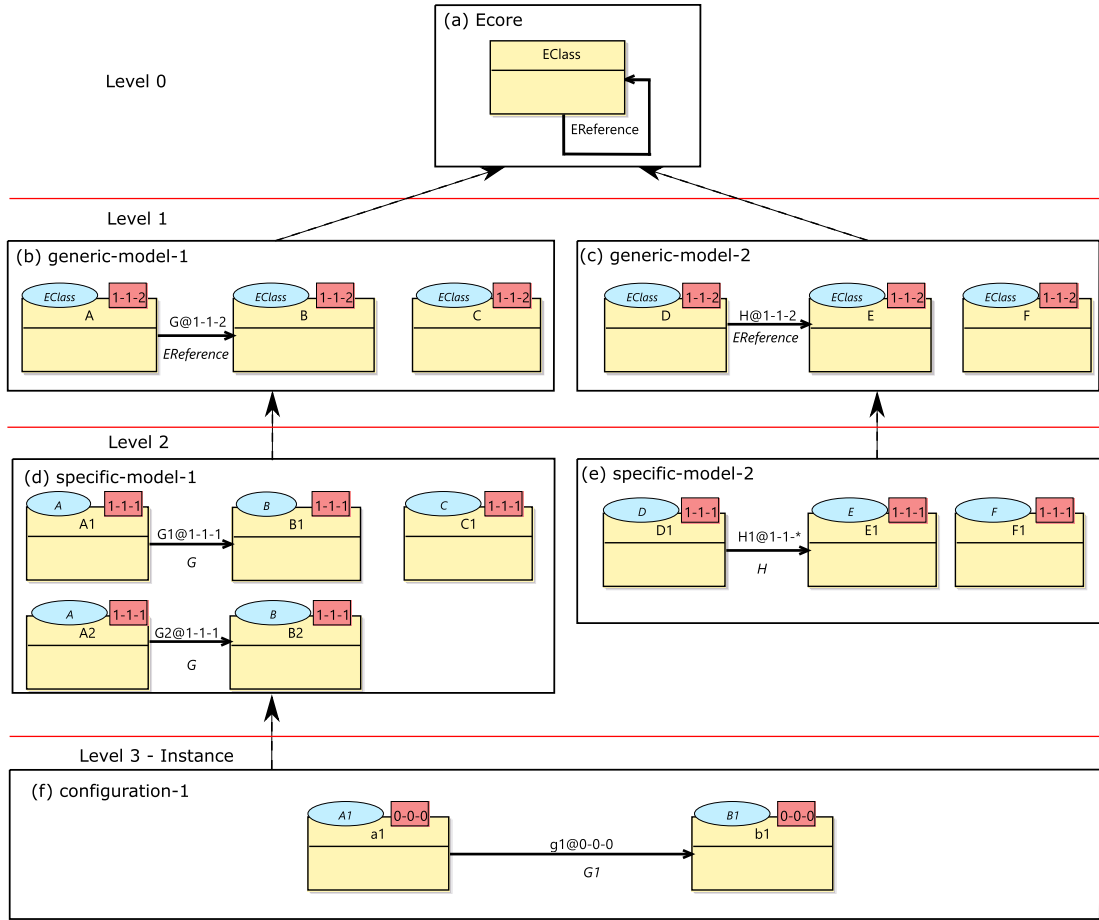 (a) Ecore
EClass
Level 0
EReference
Level 1
(b) generic-model-1
EClass 1-1-2
A
G@1-1-2
EReference
EClass 1-1-2
B
EClass 1-1-2
C
(c) generic-model-2
EClass 1-1-2
D
H@1-1-2
EReference
EClass 1-1-2
E
EClass 1-1-2
F
Level 2
(d) specific-model-1
A 1-1-1
A1
G1@1-1-1
G
B 1-1-1
B1
C 1-1-1
C1
A 1-1-1
A2
G2@1-1-1
G
B 1-1-1
B2
(e) specific-model-2
D 1-1-1
D1
H1@1-1-*
H
E 1-1-1
E1
F 1-1-1
F1
Level 3 - Instance
(f) configuration-1
A1 0-0-0
a1
g1@0-0-0
G1
B1 0-0-0
b1